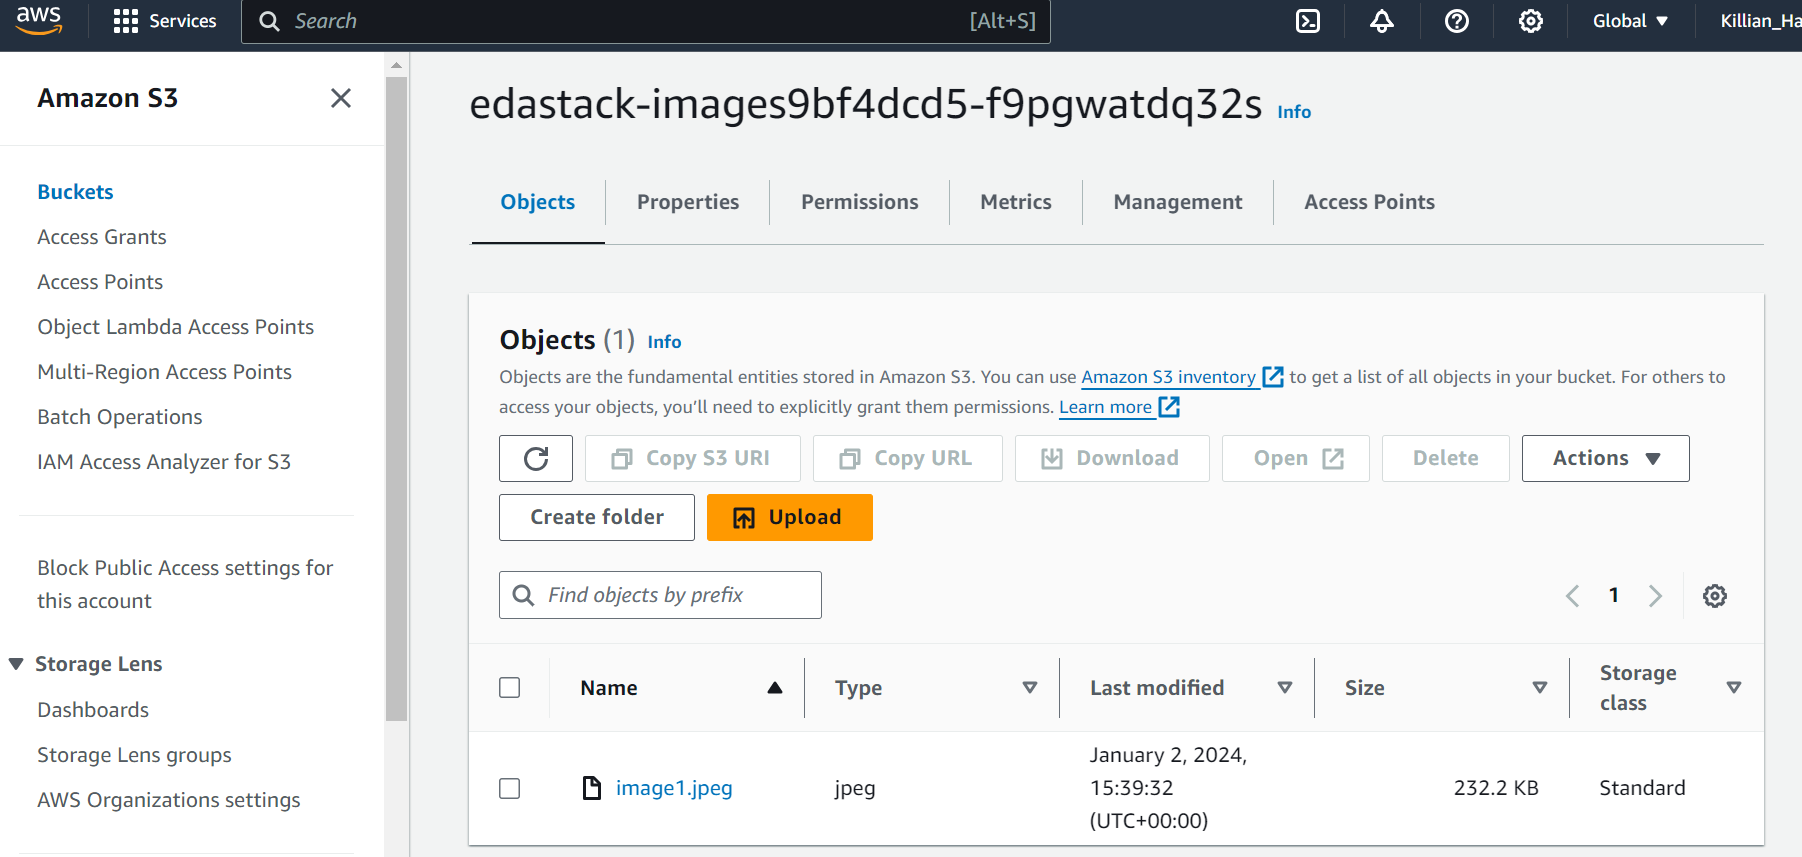 aws
Services
Search
[Alt+S]
Global
Killian_Ha
Amazon S3
Buckets
Access Grants
Access Points
Object Lambda Access Points
Multi-Region Access Points
Batch Operations
IAM Access Analyzer for S3
Block Public Access settings for
this account
Storage Lens
Dashboards
Storage Lens groups
AWS Organizations settings
edastack-images9bf4dcd5-f9pgwatdq32s Info
Objects
Properties
Permissions
Metrics
Management
Access Points
Objects (1) Info
Objects are the fundamental entities stored in Amazon S3. You can use Amazon S3 inventory to get a list of all objects in your bucket. For others to
access your objects, you’ll need to explicitly grant them permissions. Learn more
Copy S3 URI
Copy URL
Download
Open
Delete
Actions
Create folder
Upload
Find objects by prefix
1
Name
Type
Last modified
Size
Storage
class
image1.jpeg
jpeg
January 2, 2024,
15:39:32
(UTC+00:00)
232.2 KB
Standard